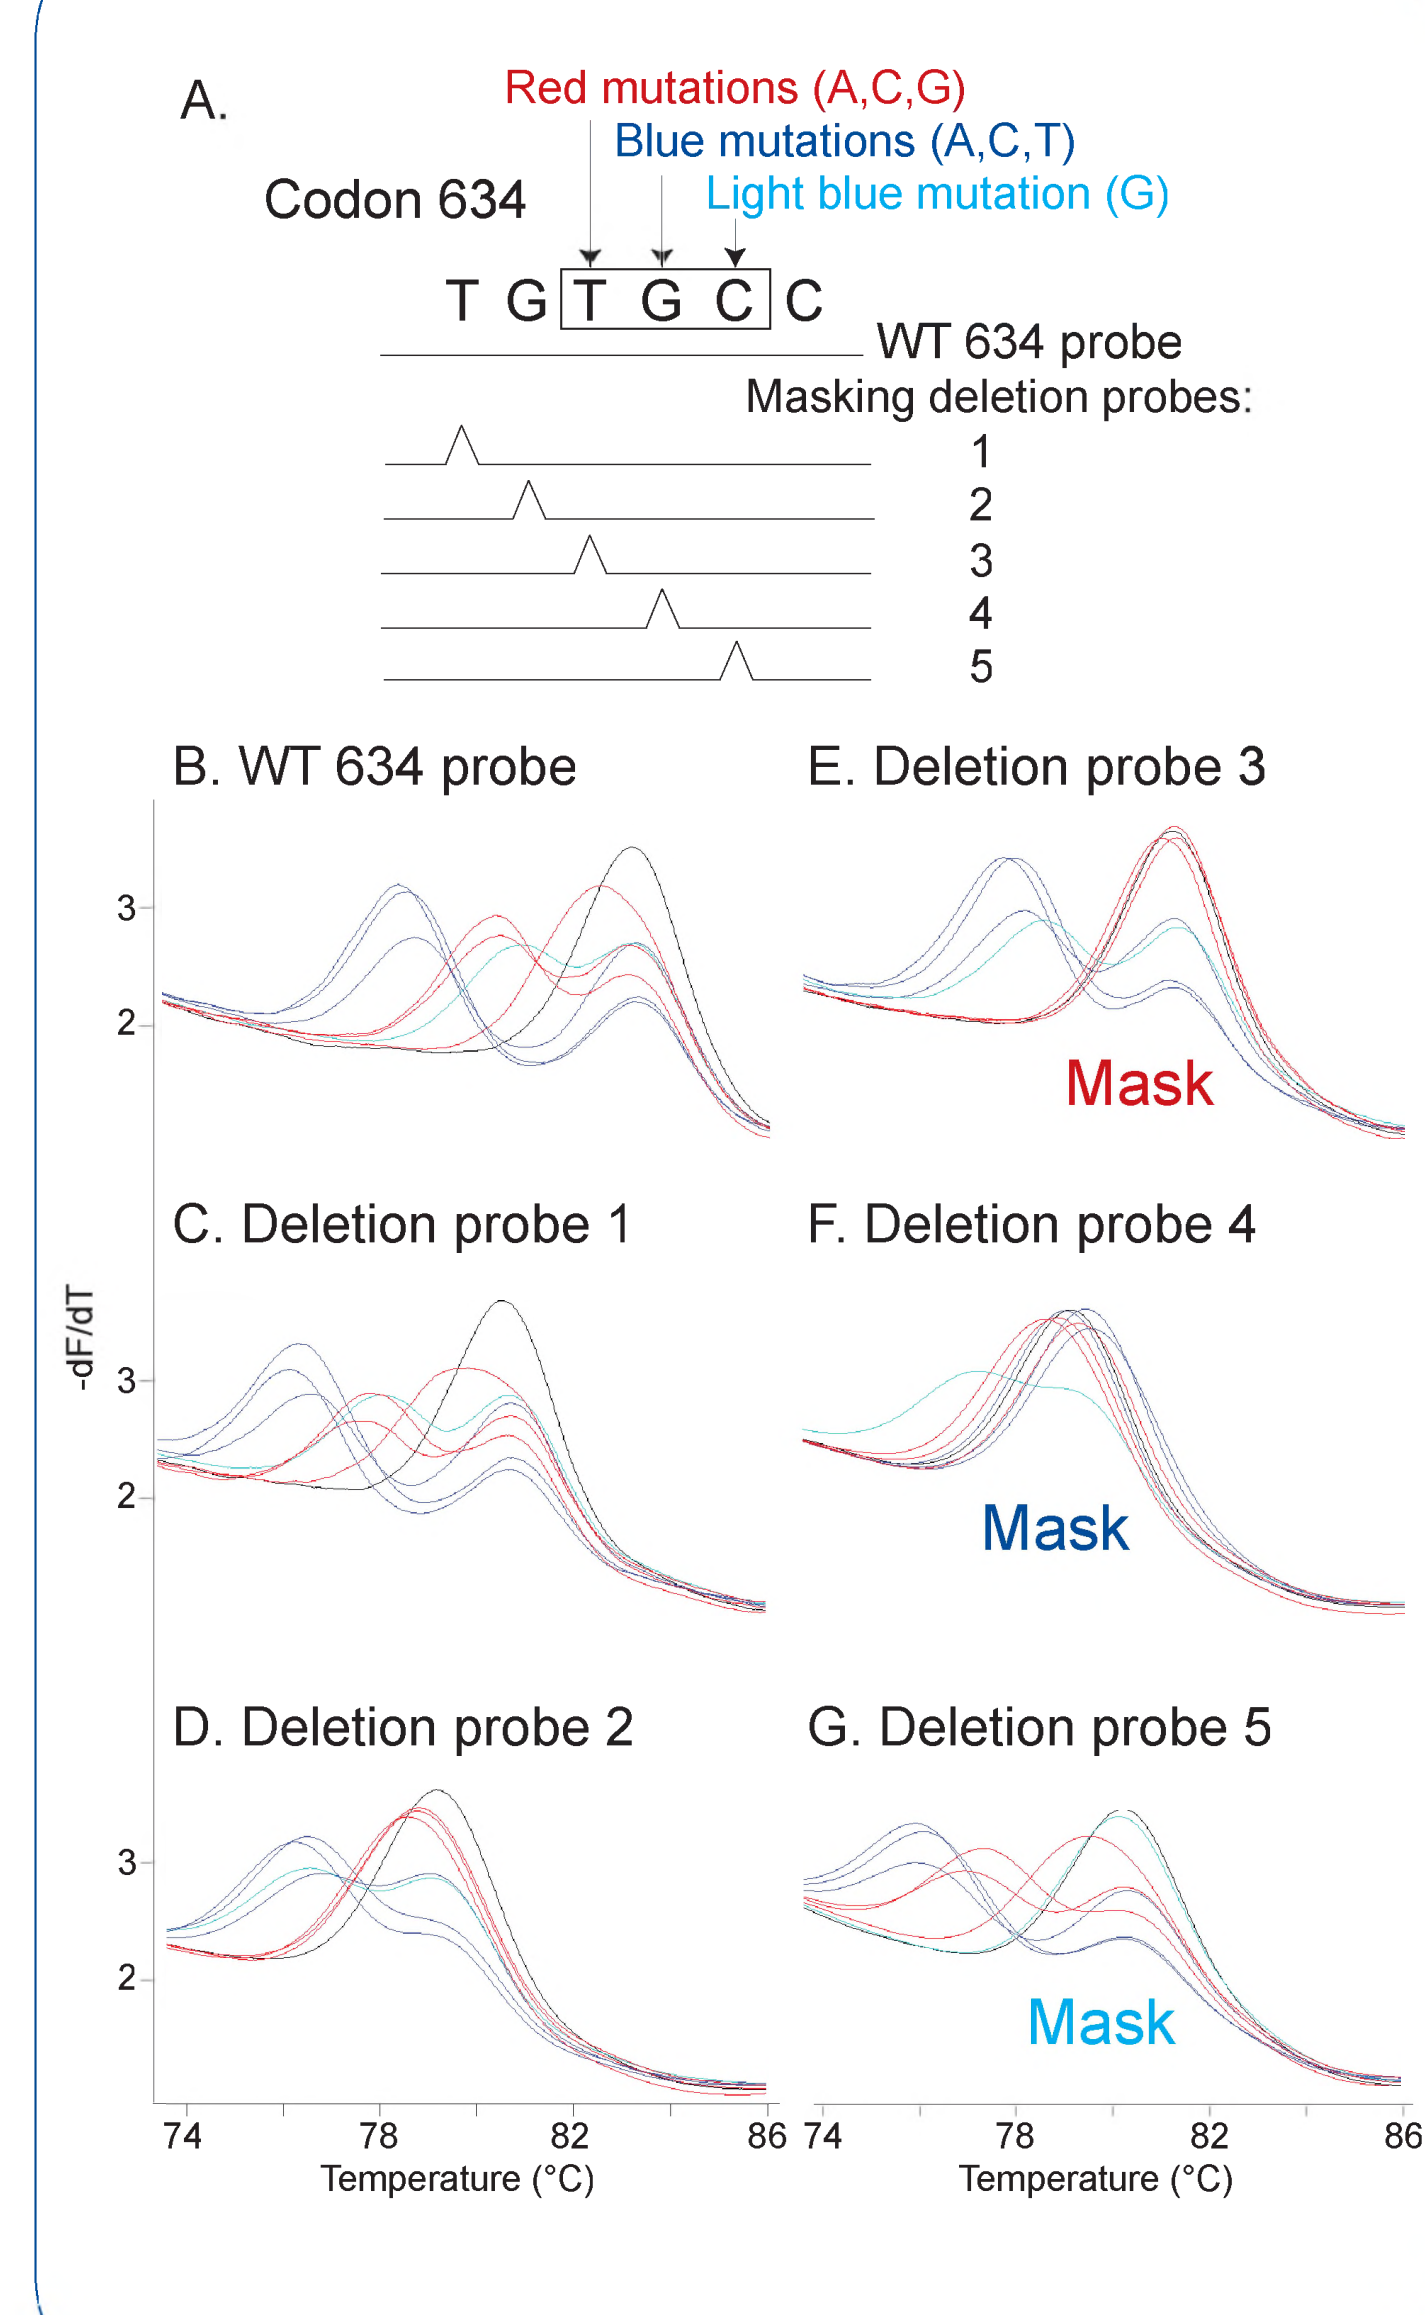 A.
Red mutations (A,C,G)
Blue mutations (A,C,T)
Light blue mutation (G)
Codon 634
T G T G C C
WT 634 probe
Masking deletion probes:
1
2
3
4
5
B. WT 634 probe
3
2
E. Deletion probe 3
Mask
C. Deletion probe 1
-dF/dT
3
2
F. Deletion probe 4
Mask
D. Deletion probe 2
3
2
74 78 82 86
Temperature (°C)
G. Deletion probe 5
Mask
74 78 82 86
Temperature (°C)